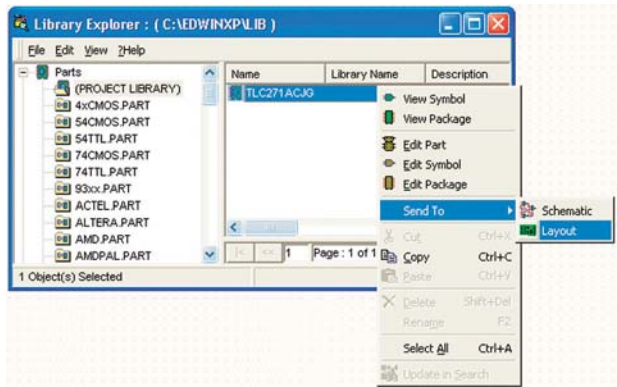 Library Explorer : ( C:\EDWINXP\LIB )
File Edit View ?Help
Parts
(PROJECT LIBRARY)
4xCMOS.PART
54CMOS.PART
54TTL.PART
74CMOS.PART
74TTL.PART
93xx.PART
ACTEL.PART
ALTERA.PART
AMD.PART
AMDPAL.PART
Name Library Name Description
TLC271ACJG
|< << 1 Page : 1 of 1
1 Object(s) Selected
View Symbol
View Package
Edit Part
Edit Symbol
Edit Package
Send To
Cut Ctrl+X
Copy Ctrl+C
Paste Ctrl+V
Delete Shift+Del
Rename F2
Select All Ctrl+A
Update in Search
Schematic
Layout